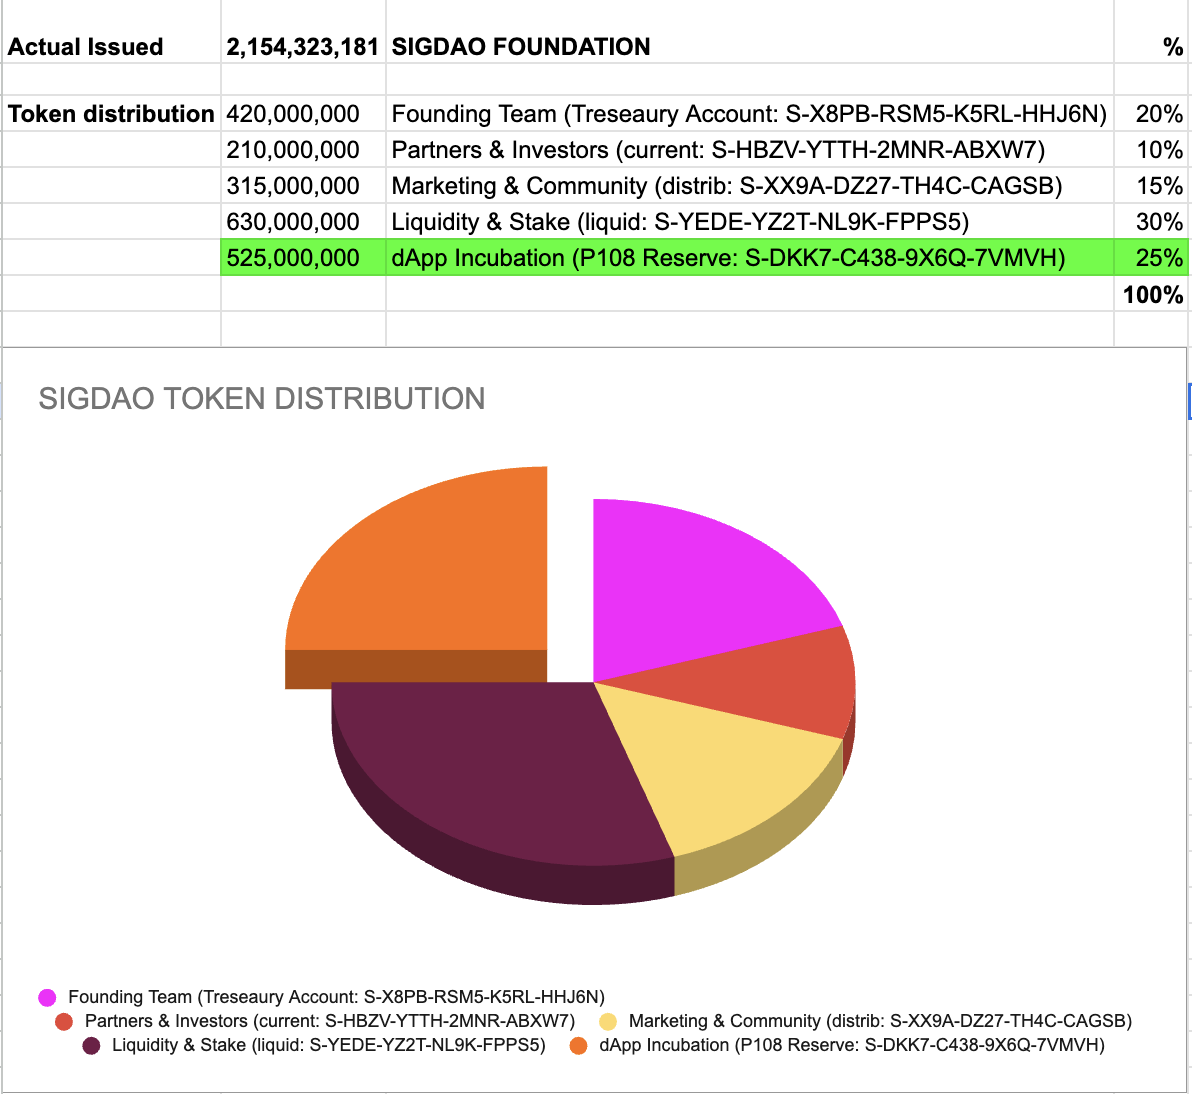 Actual Issued 2,154,323,181 SIGDAO FOUNDATION %
Token distribution 420,000,000 Founding Team (Treseaury Account: S-X8PB-RSM5-K5RL-HHJ6N) 20%
210,000,000 Partners & Investors (current: S-HBZV-YTTH-2MNR-ABXW7) 10%
315,000,000 Marketing & Community (distrib: S-XX9A-DZ27-TH4C-CAGSB) 15%
630,000,000 Liquidity & Stake (liquid: S-YEDE-YZ2T-NL9K-FPPS5) 30%
525,000,000 dApp Incubation (P108 Reserve: S-DKK7-C438-9X6Q-7VMVH) 25%
100%
SIGDAO TOKEN DISTRIBUTION
Founding Team (Treseaury Account: S-X8PB-RSM5-K5RL-HHJ6N)
Partners & Investors (current: S-HBZV-YTTH-2MNR-ABXW7) Marketing & Community (distrib: S-XX9A-DZ27-TH4C-CAGSB)
Liquidity & Stake (liquid: S-YEDE-YZ2T-NL9K-FPPS5) dApp Incubation (P108 Reserve: S-DKK7-C438-9X6Q-7VMVH)